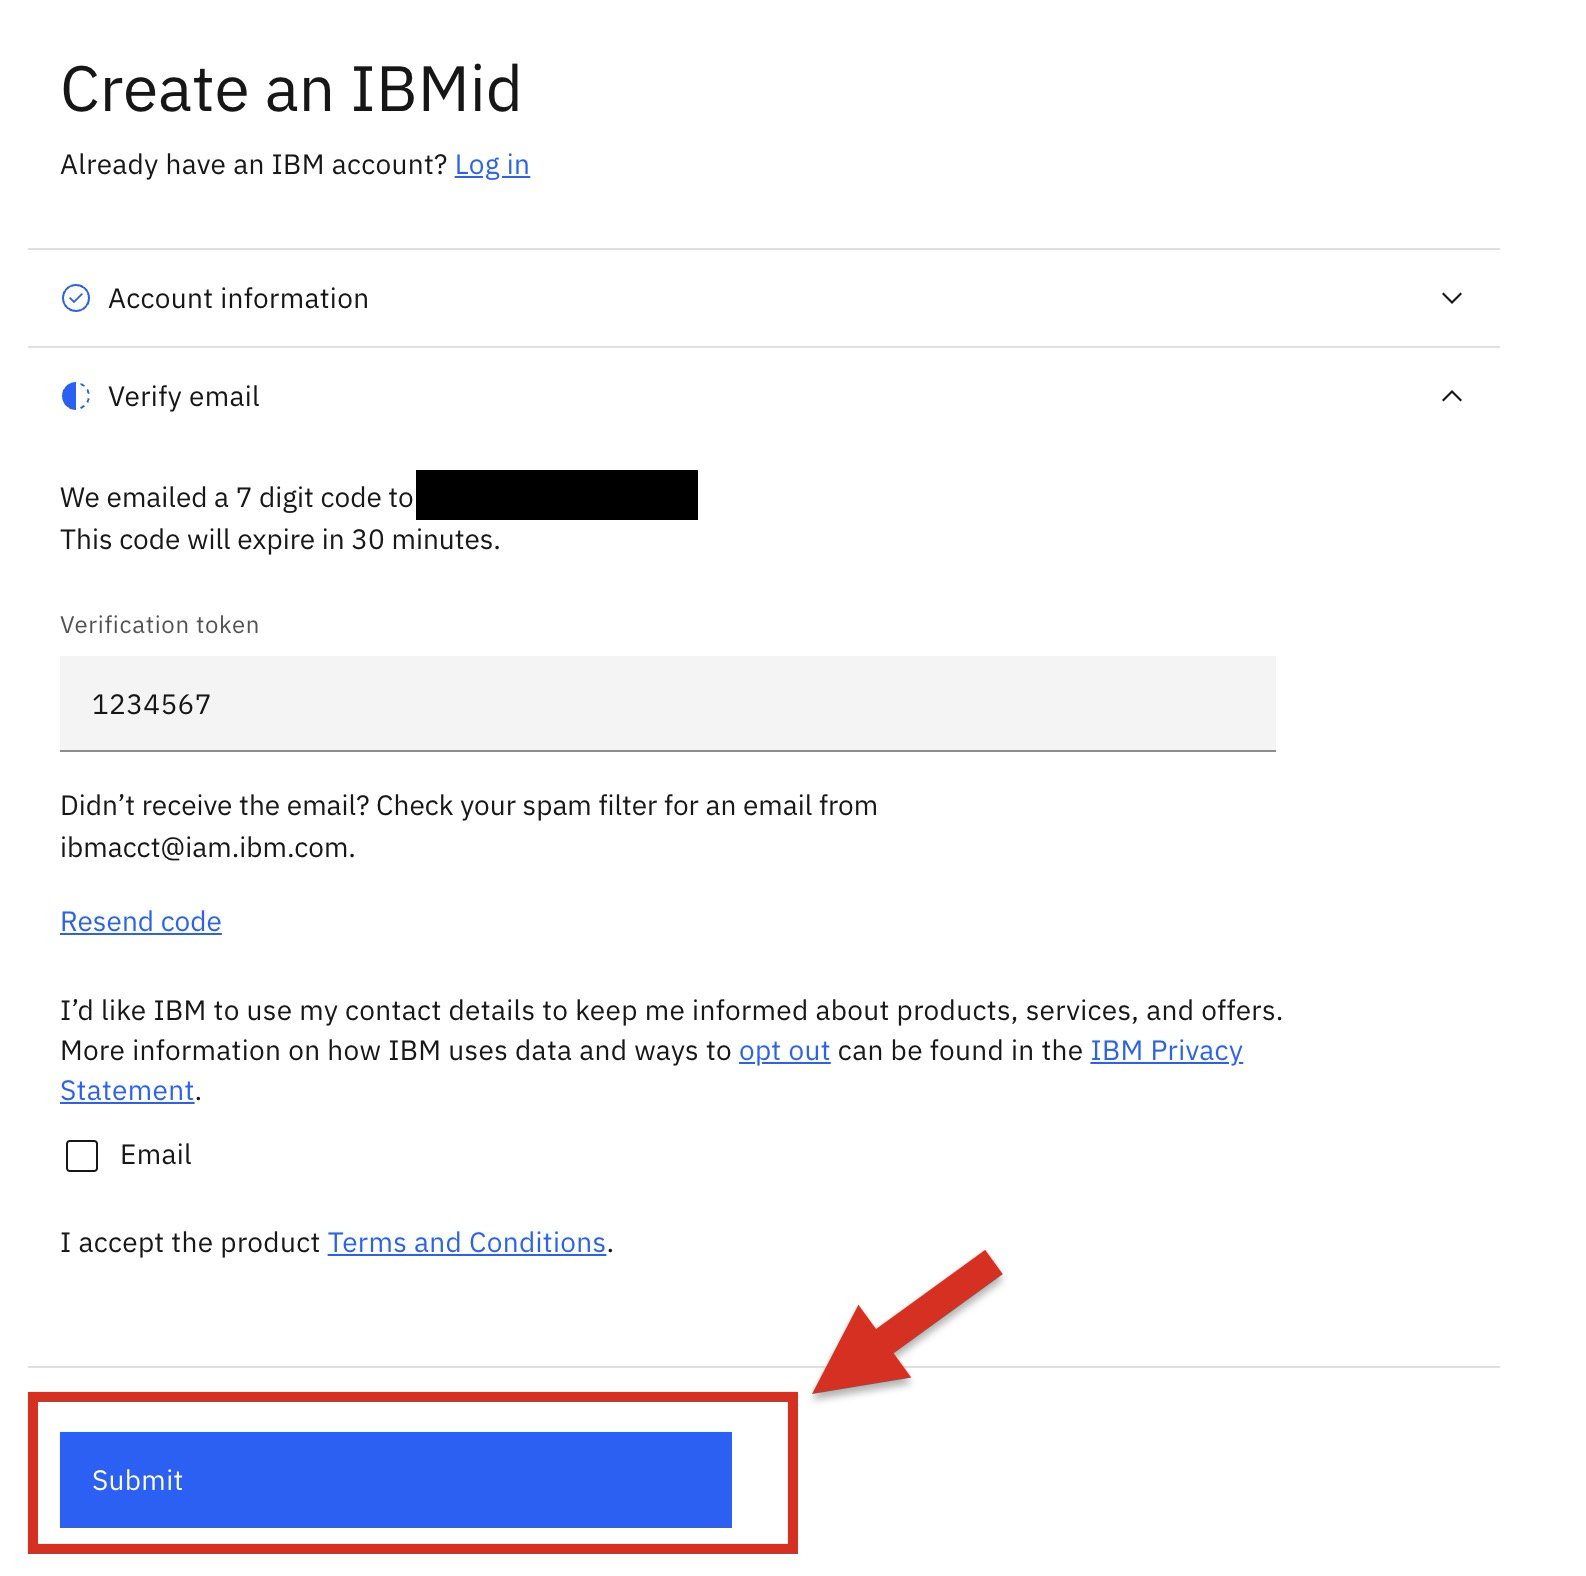 Create an IBMid
Already have an IBM account? Log in
Account information
Verify email
We emailed a 7 digit code to
This code will expire in 30 minutes.
Verification token
1234567
Didn’t receive the email? Check your spam filter for an email from
ibmacct@iam.ibm.com.
Resend code
I’d like IBM to use my contact details to keep me informed about products, services, and offers.
More information on how IBM uses data and ways to opt out can be found in the IBM Privacy
Statement.
Email
I accept the product Terms and Conditions.
Submit